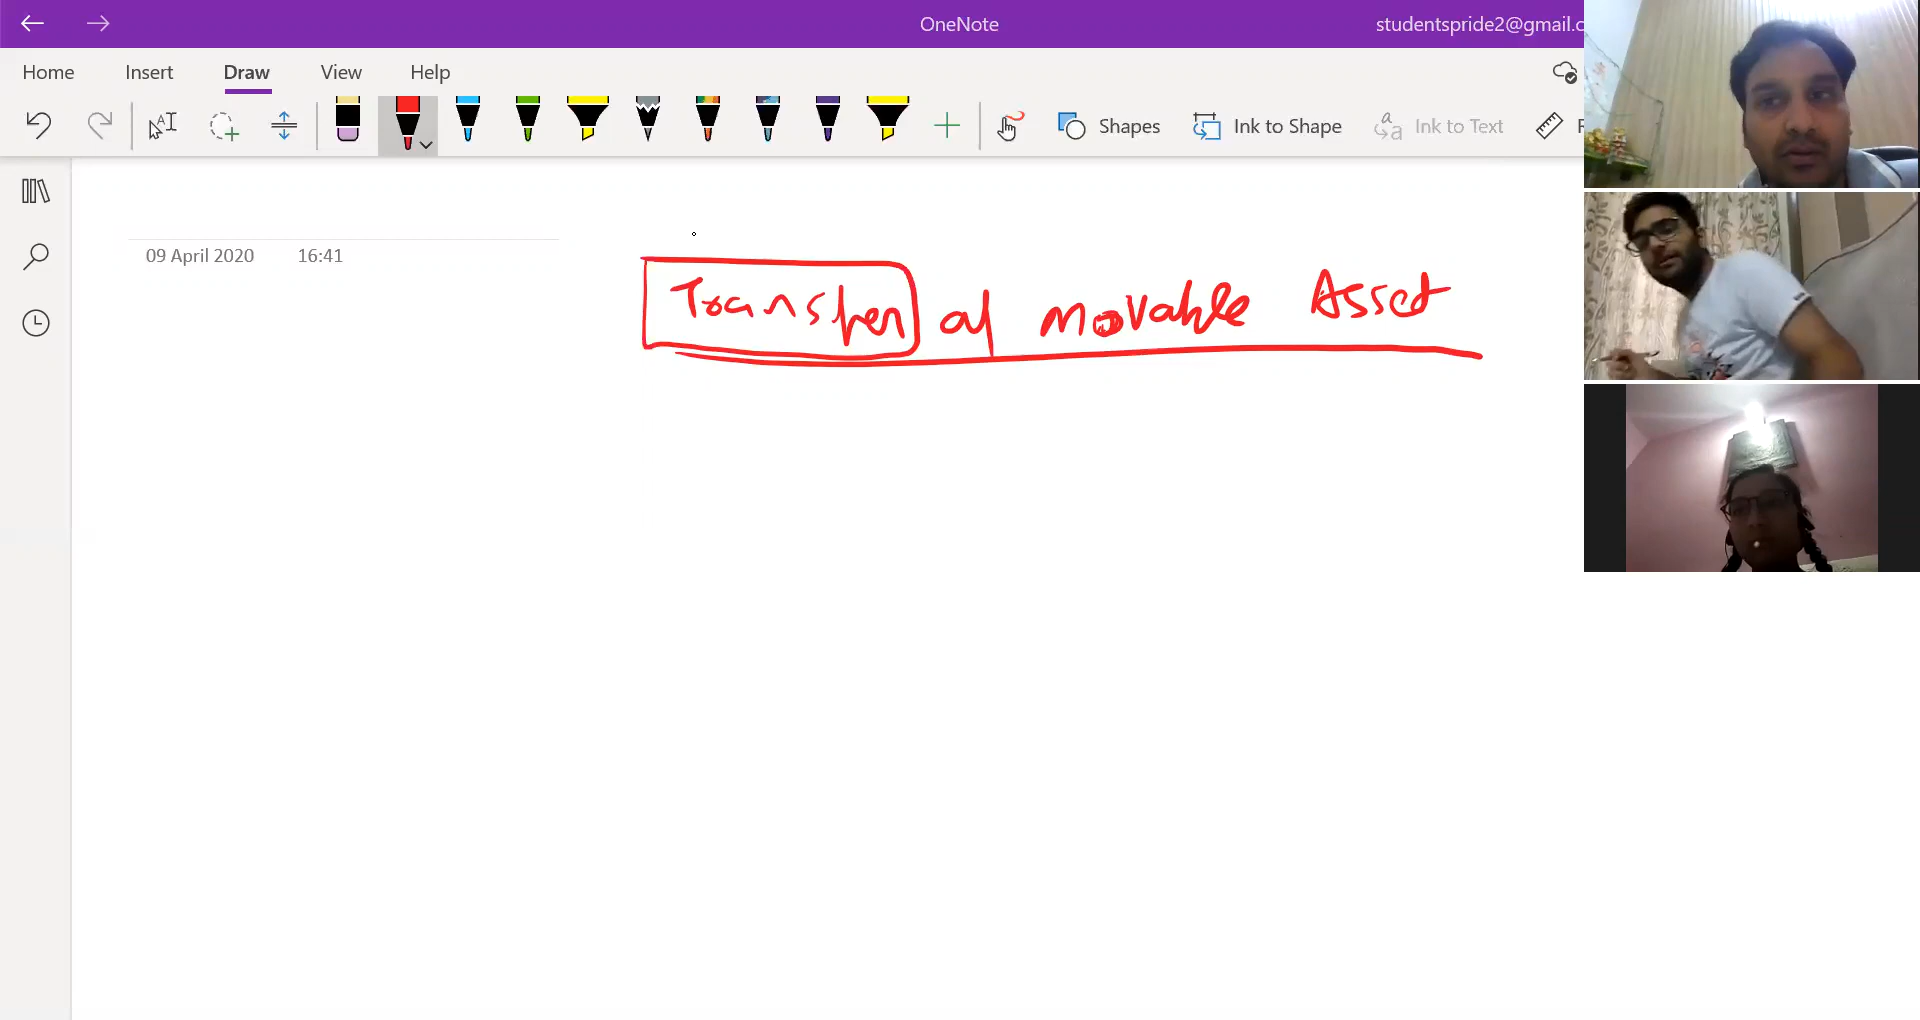 OneNote
studentspride2@gmail.c
Home Insert Draw View Help
Shapes Ink to Shape Ink to Text R
09 April 2020 16:41
Transfer of movable Asset